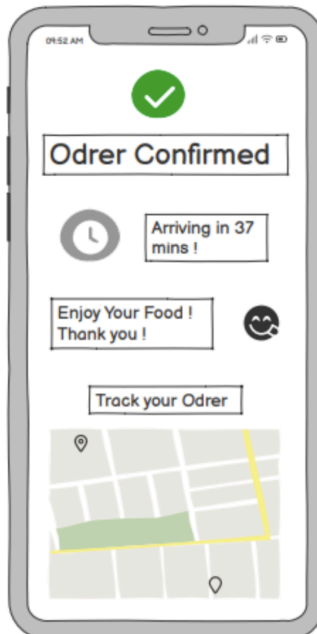 09:52 AM
Odrer Confirmed
Arriving in 37
mins !
Enjoy Your Food !
Thank you !
Track your Odrer